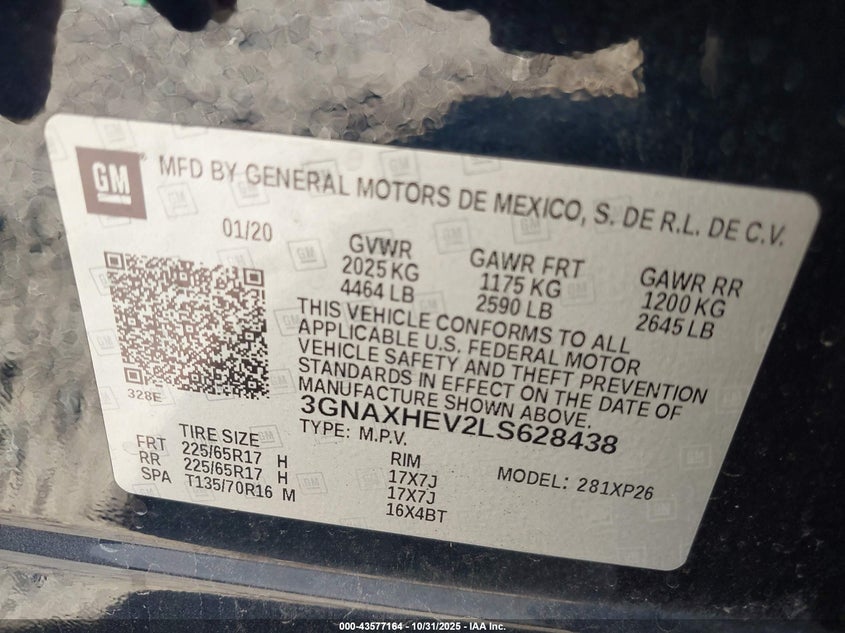 GM
MFD BY GENERAL MOTORS DE MEXICO, S. DE R.L. DE C.V.
01/20
GVWR
2025 KG
4464 LB
GAWR FRT
1175 KG
2590 LB
GAWR RR
1200 KG
2645 LB
THIS VEHICLE CONFORMS TO ALL
APPLICABLE U.S. FEDERAL MOTOR
VEHICLE SAFETY AND THEFT PREVENTION
STANDARDS IN EFFECT ON THE DATE OF
MANUFACTURE SHOWN ABOVE.
328E
3GNAXHEV2LS628438
TYPE: M.P.V.
MODEL: 281XP26
TIRE SIZE RIM
FRT 225/65R17 H 17X7J
RR 225/65R17 H 17X7J
SPA T135/70R16 M 16X4BT
000-43577164 - 10/31/2025 - IAA Inc.